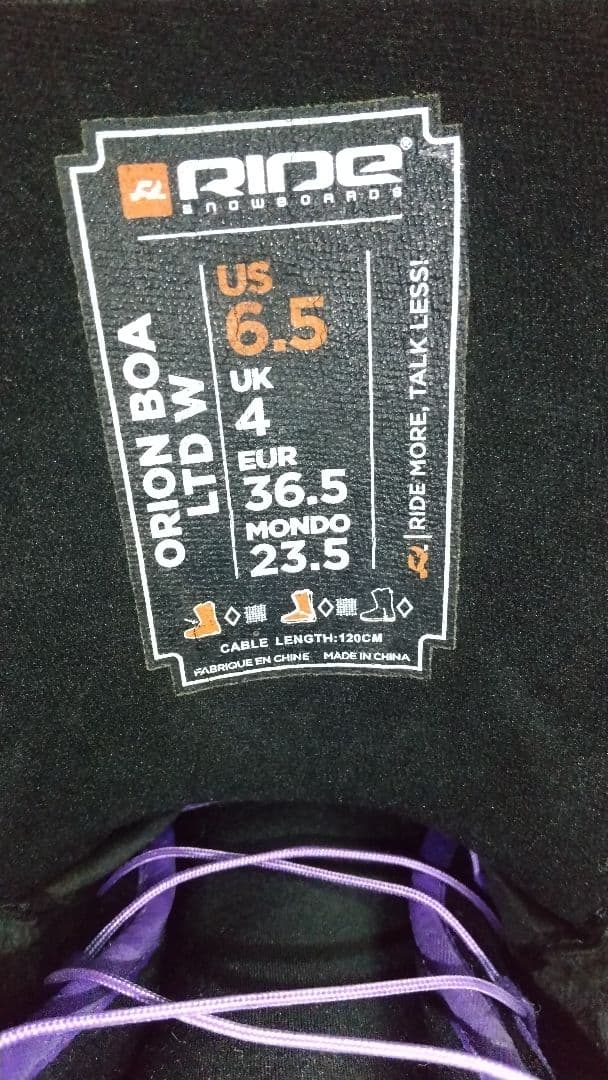 RIDE®
SNOWBOARDS
ORION BOA
LTD W
US
6.5
UK
4
EUR
36.5
MONDO
23.5
RIDE MORE, TALK LESS!
CABLE LENGTH:120CM
FABRIQUE EN CHINE MADE IN CHINA